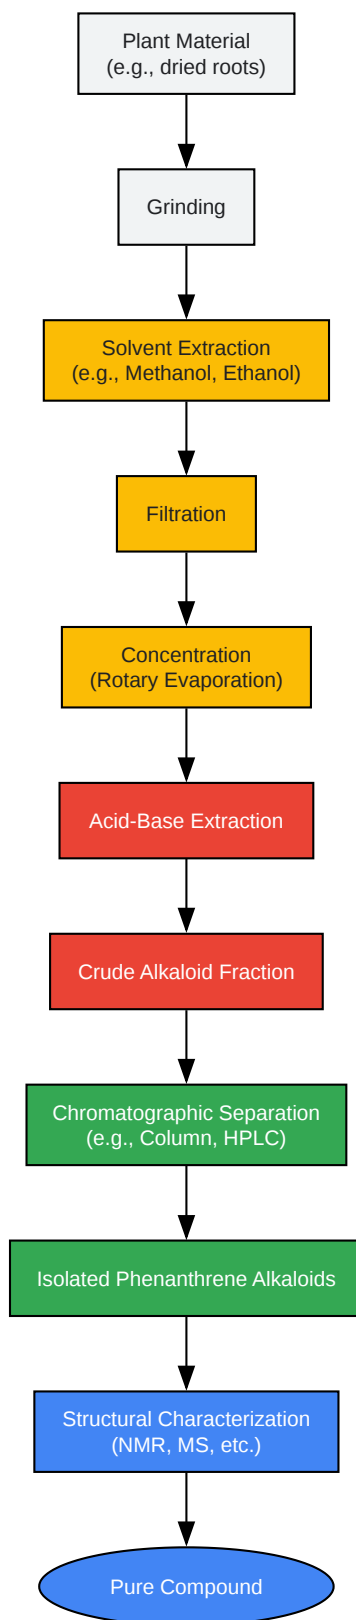 Plant Material
(e.g., dried roots)
Grinding
Solvent Extraction
(e.g., Methanol, Ethanol)
Filtration
Concentration
(Rotary Evaporation)
Acid-Base Extraction
Crude Alkaloid Fraction
Chromatographic Separation
(e.g., Column, HPLC)
Isolated Phenanthrene Alkaloids
Structural Characterization
(NMR, MS, etc.)
Pure Compound